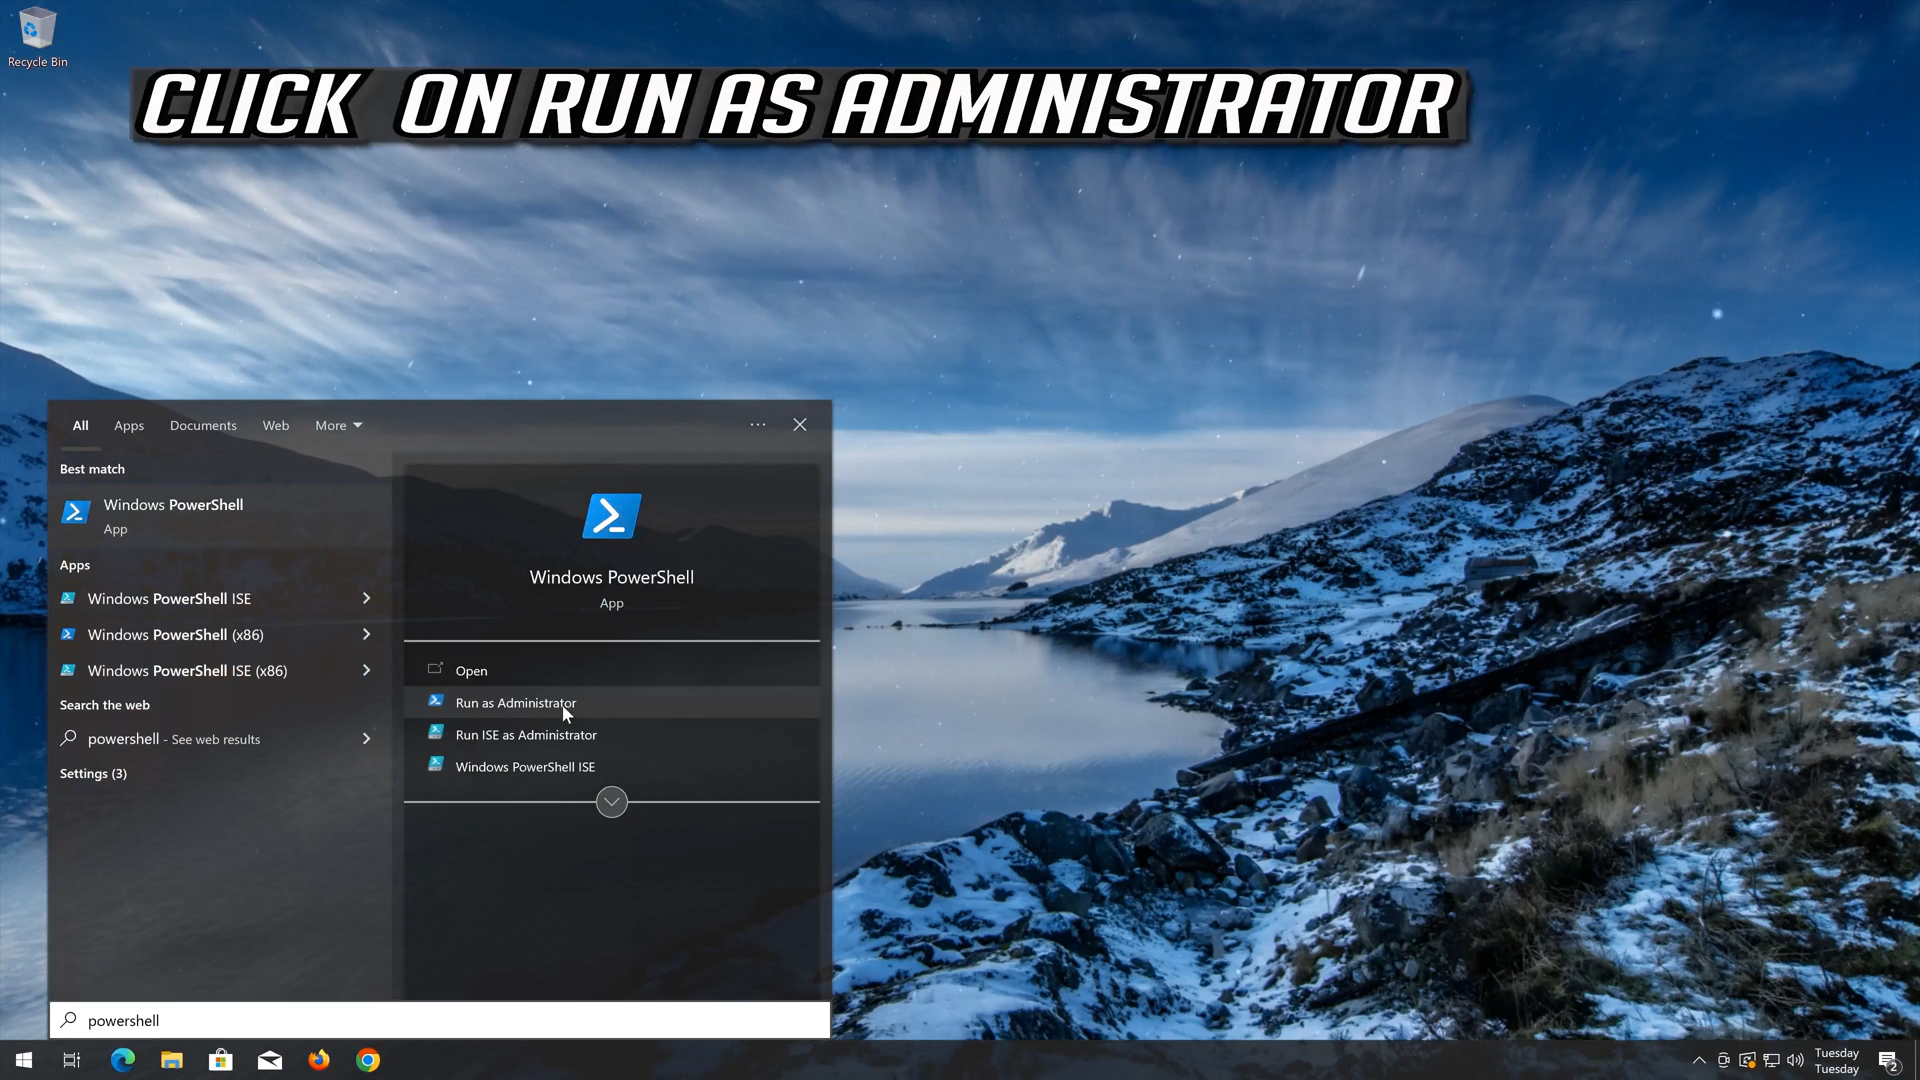 Recycle Bin
CLICK ON RUN AS ADMINISTRATOR
All Apps Documents Web More
Best match
Windows PowerShell
App
Apps
Windows PowerShell ISE
Windows PowerShell (x86)
Windows PowerShell ISE (x86)
Search the web
powershell - See web results
Settings (3)
Windows PowerShell
App
Open
Run as Administrator
Run ISE as Administrator
Windows PowerShell ISE
powershell
Tuesday
Tuesday
2